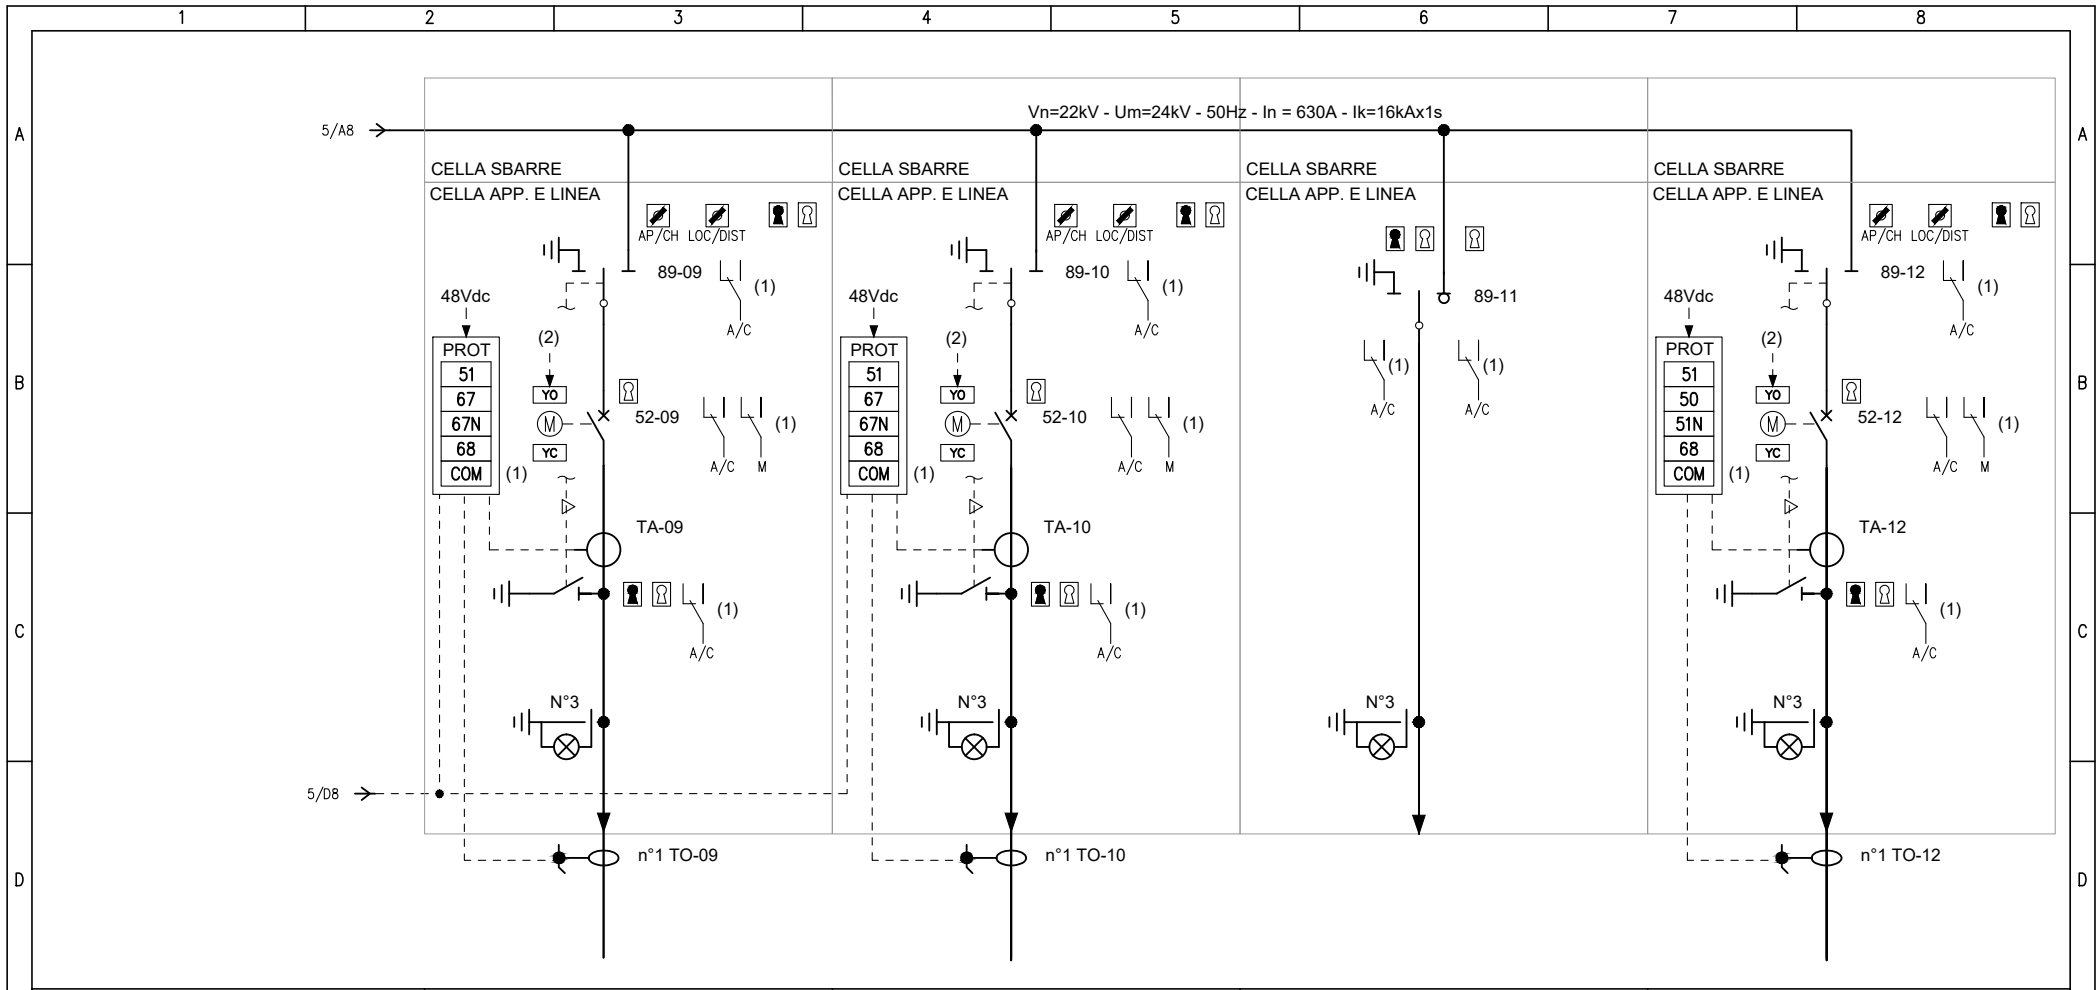 1 2 3 4 5 6 7 8
A A
Vn=22kV - Um=24kV - 50Hz - In = 630A - Ik=16kAx1s
5/A8
CELLA SBARRE CELLA SBARRE CELLA SBARRE CELLA SBARRE
CELLA APP. E LINEA CELLA APP. E LINEA CELLA APP. E LINEA CELLA APP. E LINEA
AP/CH LOC/DIST AP/CH LOC/DIST AP/CH LOC/DIST
89-09 (1) 89-10 (1) 89-11 89-12 (1)
48Vdc 48Vdc 48Vdc
A/C A/C A/C
(2) (2) (2)
PROT PROT (1) (1) PROT
51 51 51
B YO YO A/C A/C YO B
67 67 50
52-09 (1) 52-10 (1) 52-12 (1)
67N M 67N M 51N M
68 YC 68 YC 68 YC
A/C M A/C M A/C M
COM (1) COM (1) COM (1)
TA-09 TA-10 TA-12
(1) (1) (1)
C C
A/C A/C A/C
N°3 N°3 N°3 N°3
5/D8
n°1 TO-09 n°1 TO-10 n°1 TO-12
D D